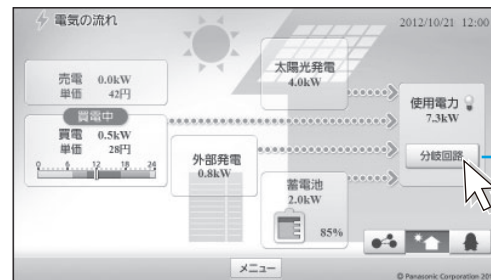 電気の流れ
2012/10/21 12:00
売電 0.0kW
単価 42円
買電中
買電 0.5kW
単価 28円
0 6 12 18 24
太陽光発電
4.0kW
外部発電
0.8kW
蓄電池
2.0kW
85%
使用電力
7.3kW
分岐回路
メニュー
© Panasonic Corporation